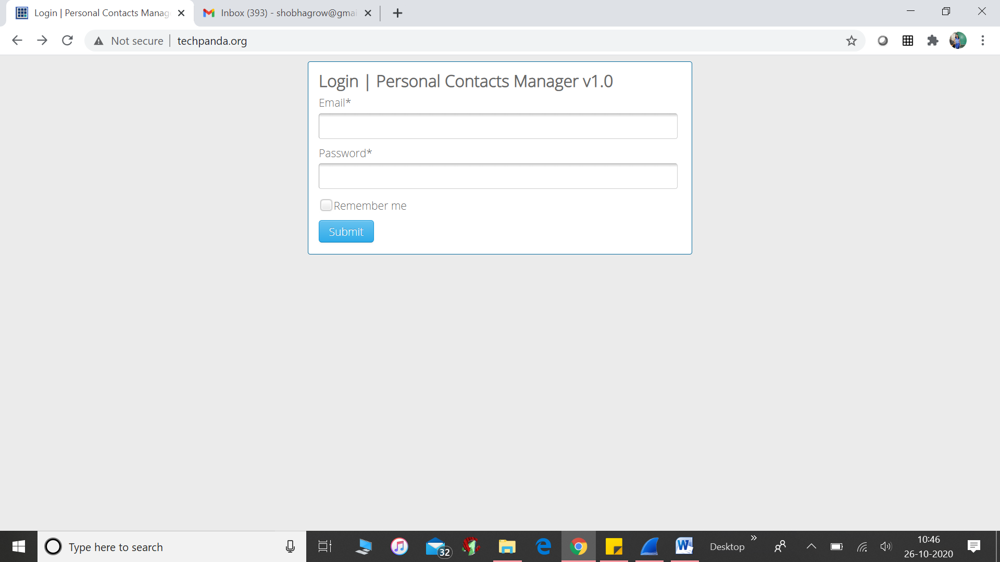 Login | Personal Contacts Manag
Inbox (393) - shobhagrow@gmai
Not secure
techpanda.org
Login | Personal Contacts Manager v1.0
Email*
Password*
Remember me
Submit
Type here to search
32
Desktop
10:46
26-10-2020